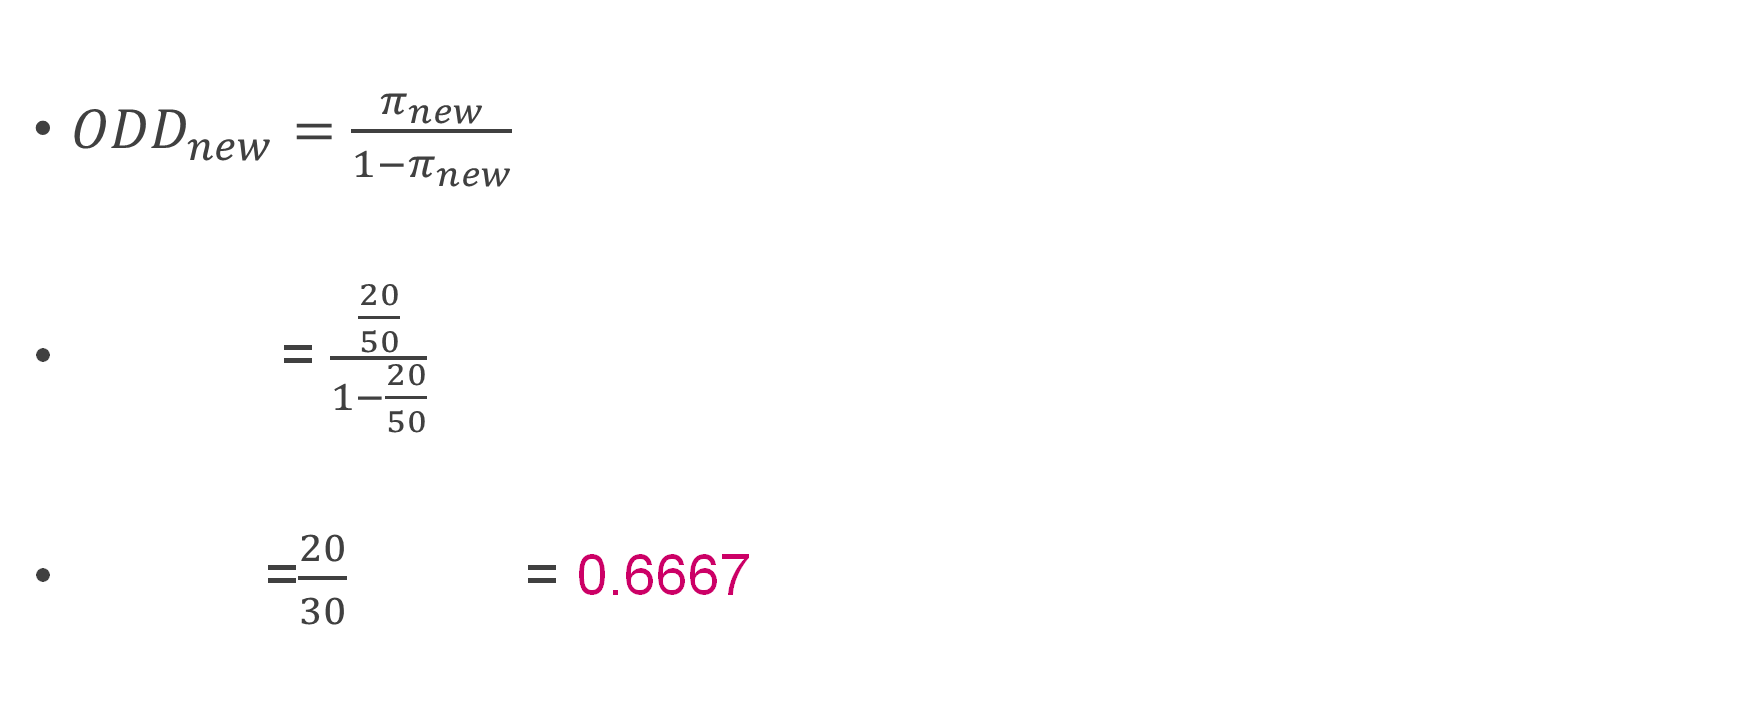 • ODD_new = π_new / (1−π_new)
• = (20/50) / (1−20/50)
• = 20/30 = 0.6667